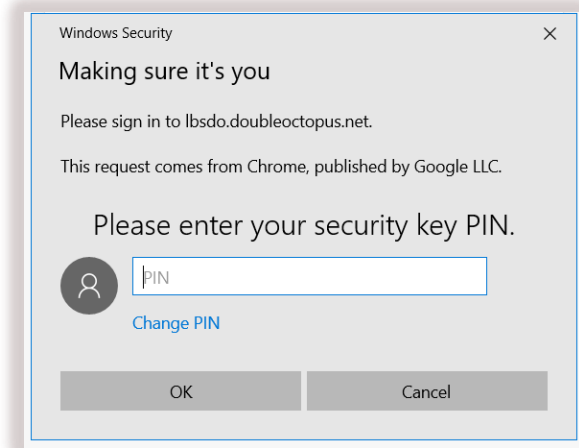 Windows Security
Making sure it's you
Please sign in to lbsdo.doubleoctopus.net.
This request comes from Chrome, published by Google LLC.
Please enter your security key PIN.
PIN
Change PIN
OK
Cancel